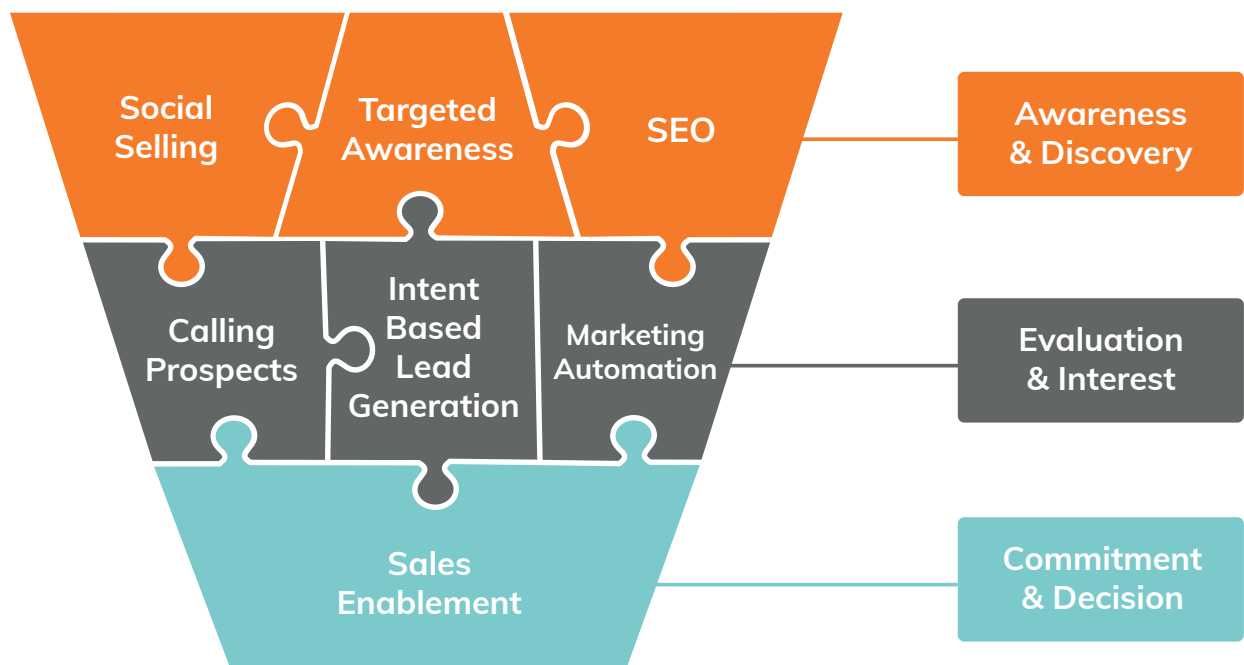 Social
Selling
Targeted
Awareness
SEO
Awareness
& Discovery
Calling
Prospects
Intent
Based
Lead
Generation
Marketing
Automation
Evaluation
& Interest
Sales
Enablement
Commitment
& Decision